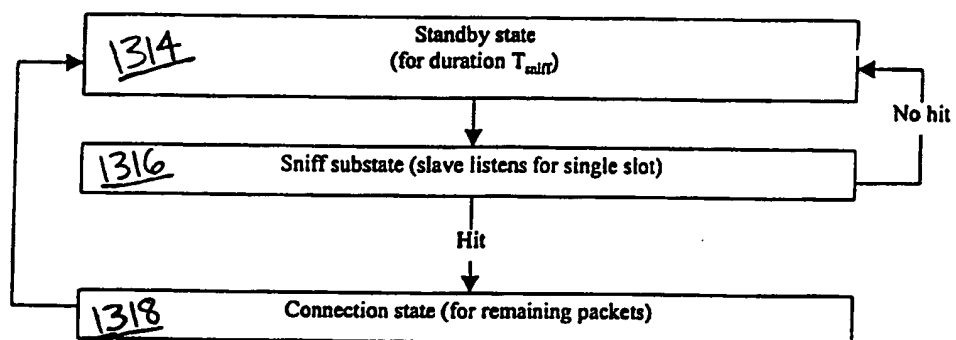 1314
Standby state
(for duration Tsniff)
No hit
1316
Sniff substate (slave listens for single slot)
Hit
1318
Connection state (for remaining packets)